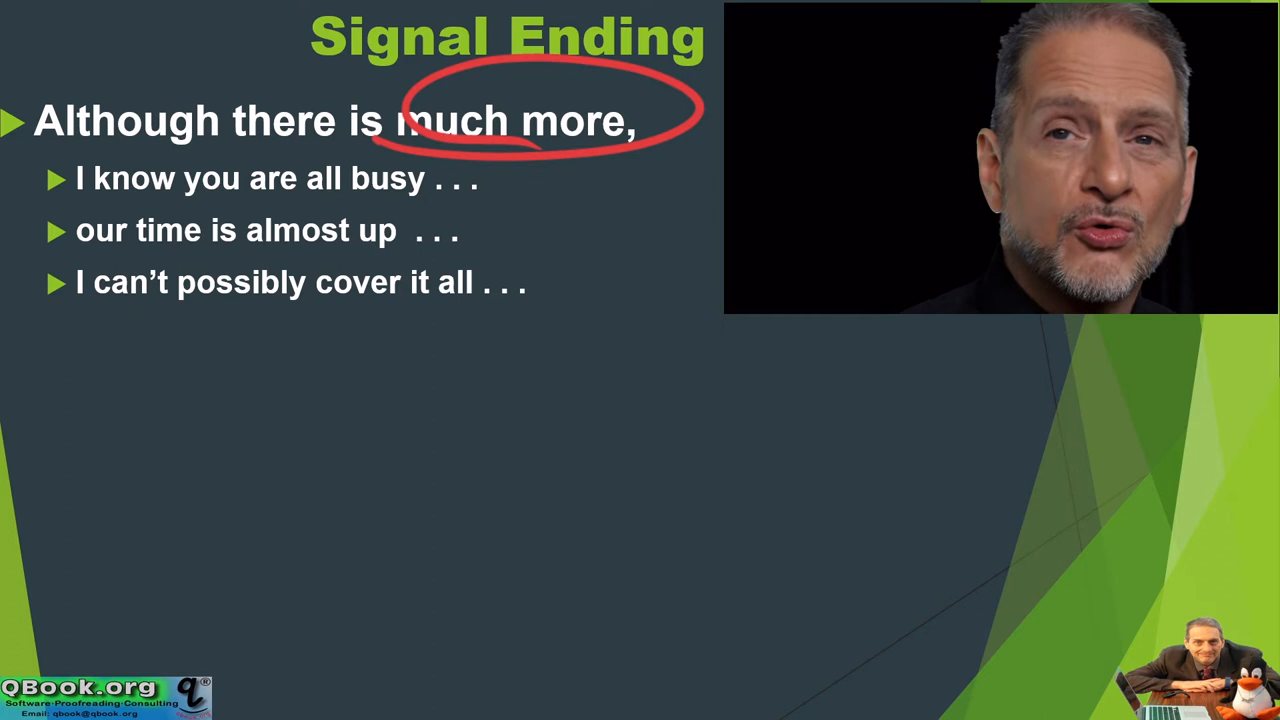 Signal Ending
Although there is much more,
I know you are all busy . . .
our time is almost up . . .
I can’t possibly cover it all . . .
QBook.org q®
Software·Proofreading·Consulting
Email: qbook@qbook.org